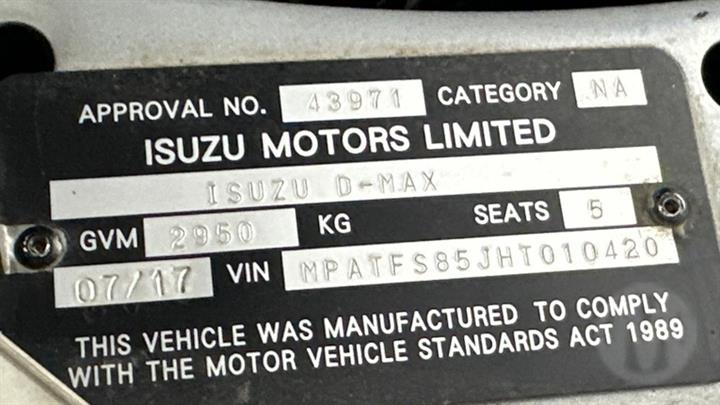 APPROVAL NO. 43971 CATEGORY NA
ISUZU MOTORS LIMITED
ISUZU D-MAX
GVM 2950 KG SEATS 5
07/17 VIN MPATFS85JHT010420
THIS VEHICLE WAS MANUFACTURED TO COMPLY
WITH THE MOTOR VEHICLE STANDARDS ACT 1989